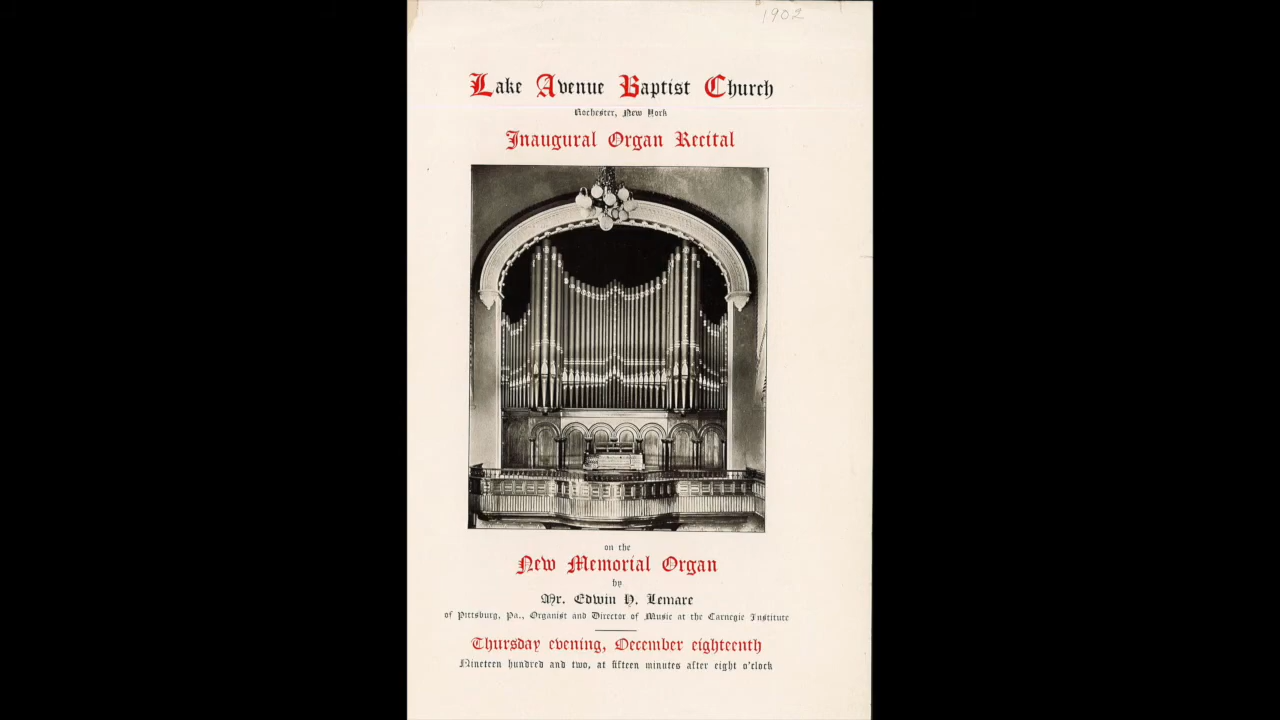 1902
Lake Avenue Baptist Church
Rochester, New York
Inaugural Organ Recital
on the
New Memorial Organ
by
Mr. Edwin H. Lemare
of Pittsburg, Pa., Organist and Director of Music at the Carnegie Institute
Thursday evening, December eighteenth
Nineteen hundred and two, at fifteen minutes after eight o'clock